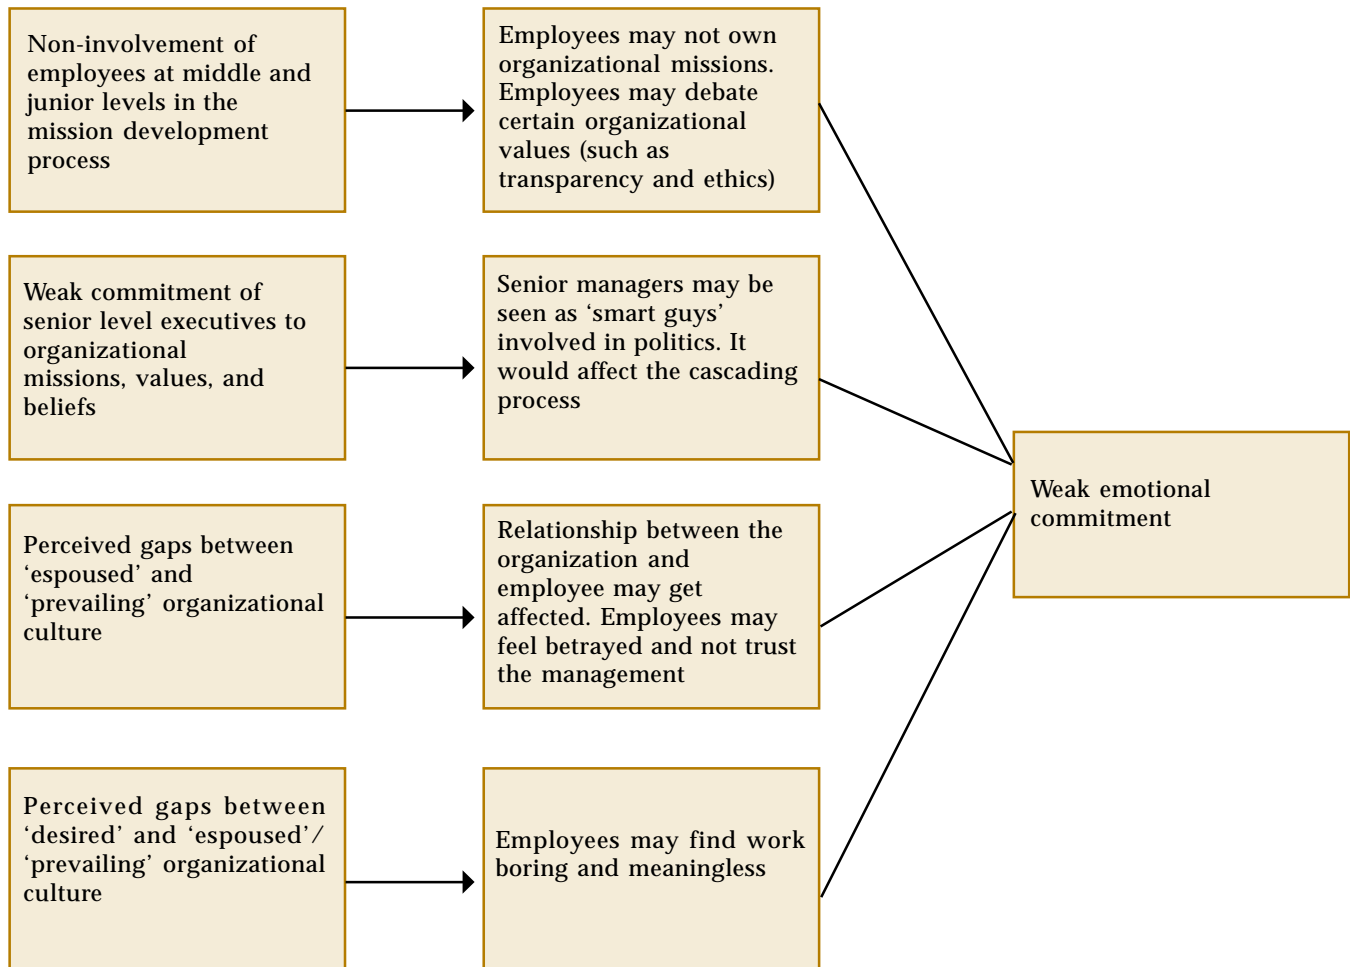 Non-involvement of
employees at middle and
junior levels in the
mission development
process
Employees may not own
organizational missions.
Employees may debate
certain organizational
values (such as
transparency and ethics)
Weak commitment of
senior level executives to
organizational
missions, values, and
beliefs
Senior managers may be
seen as ‘smart guys’
involved in politics. It
would affect the cascading
process
Weak emotional
commitment
Perceived gaps between
‘espoused’ and
‘prevailing’ organizational
culture
Relationship between the
organization and
employee may get
affected. Employees may
feel betrayed and not trust
the management
Perceived gaps between
‘desired’ and ‘espoused’/
‘prevailing’ organizational
culture
Employees may find work
boring and meaningless